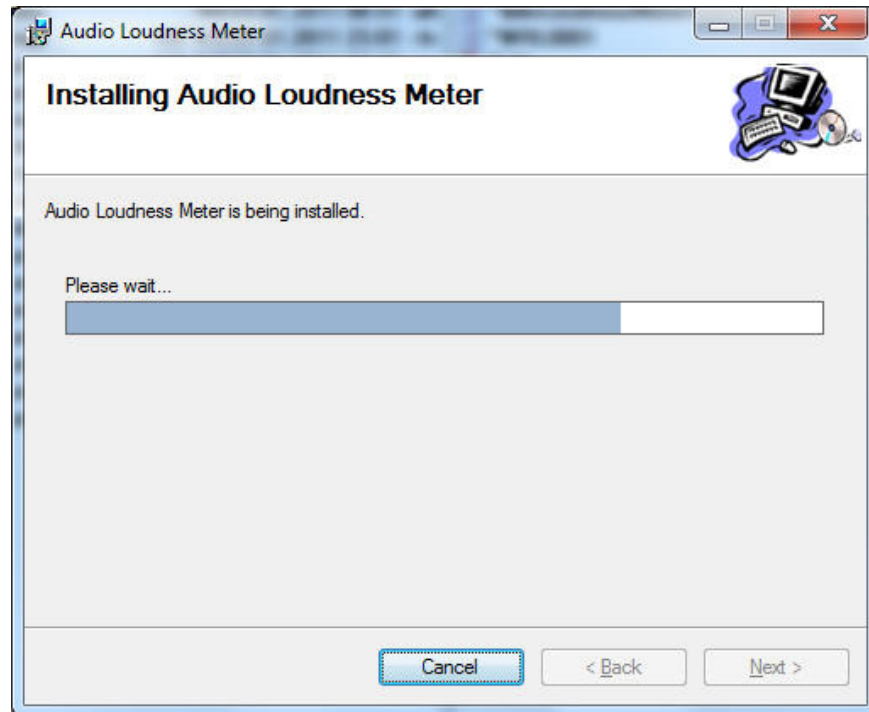 Audio Loudness Meter
Installing Audio Loudness Meter
Audio Loudness Meter is being installed.
Please wait...
Cancel
< Back
Next >